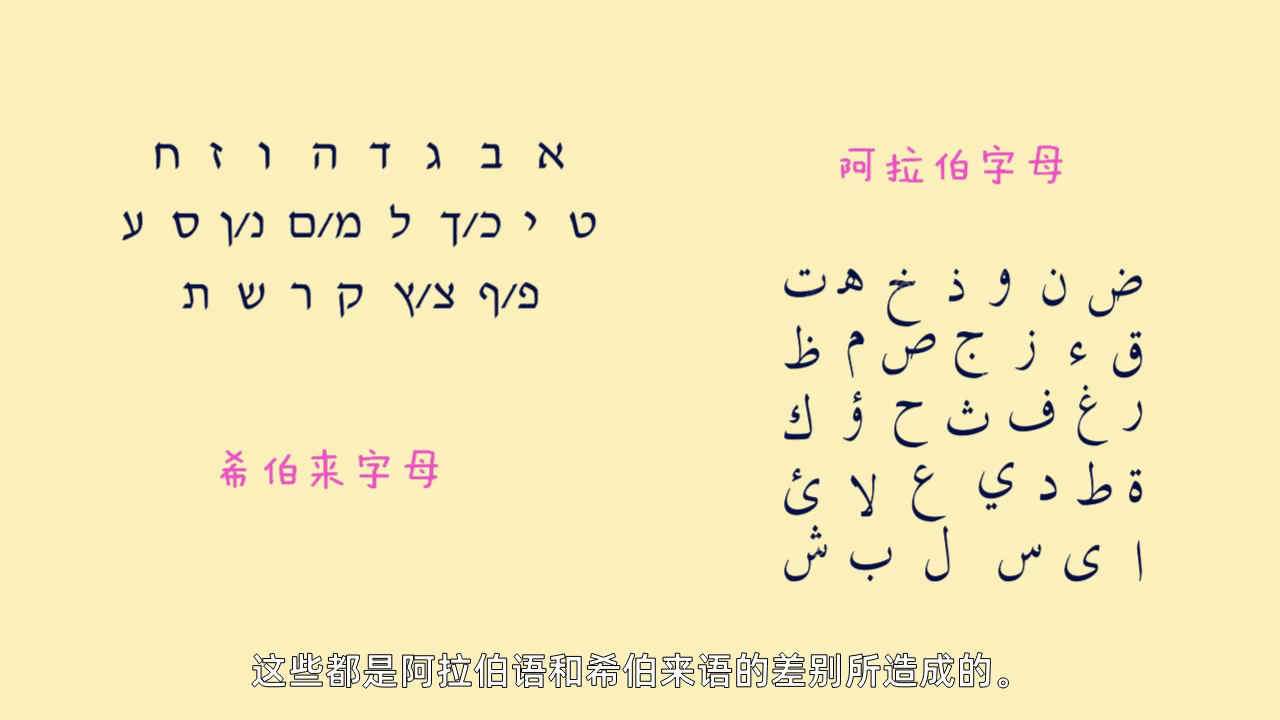 א ב ג ד ה ו ז ח
ט י כ/ך ל מ/ם נ/ן ס ע
פ/ף צ/ץ ק ר ש ת
希伯来字母
阿拉伯字母
ض ن و ذ خ ه ت
ق ء ز ج ص م ظ
ر غ ف ث ح ؤ ك
ة ط د ي ع لا ئ
ا ى س ل ب ش
这些都是阿拉伯语和希伯来语的差别所造成的。